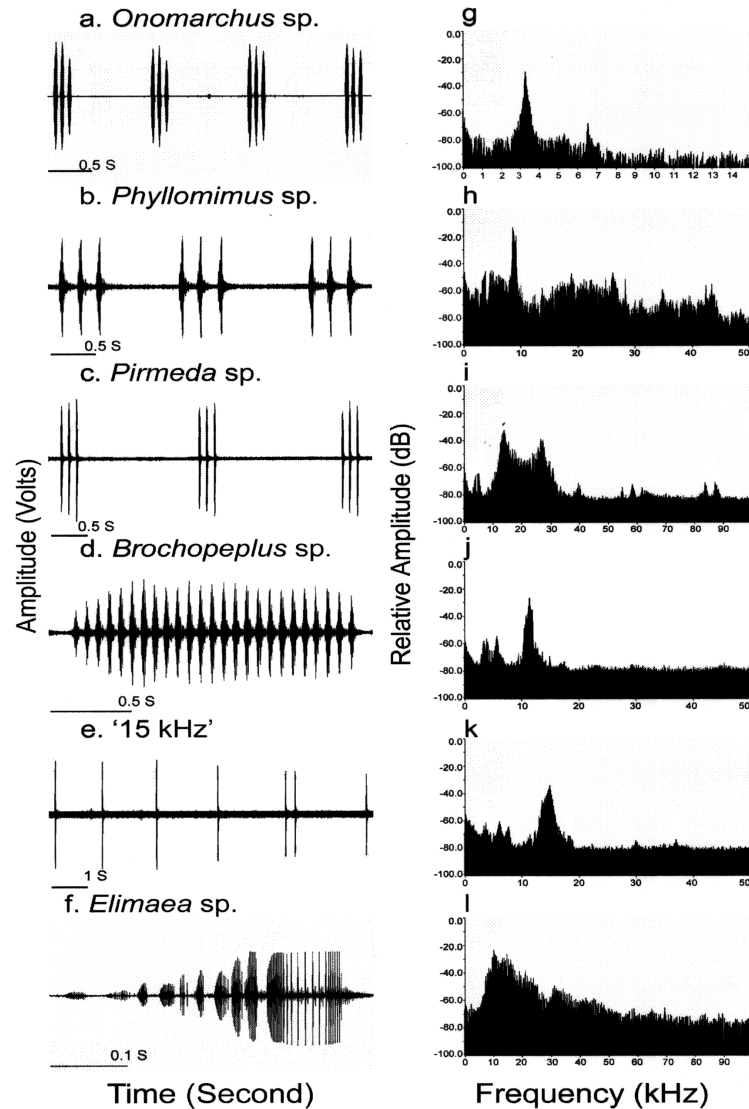 a. Onomarchus sp.
0.5 S
b. Phyllomimus sp.
0.5 S
c. Pirmeda sp.
0.5 S
d. Brochopeplus sp.
0.5 S
e. '15 kHz'
1 S
f. Elimaea sp.
0.1 S
Amplitude (Volts)
Time (Second)
g
0.0
-20.0
-40.0
-60.0
-80.0
-100.0
0 1 2 3 4 5 6 7 8 9 10 11 12 13 14
h
0.0
-20.0
-40.0
-60.0
-80.0
-100.0
0 10 20 30 40 50
i
0.0
-20.0
-40.0
-60.0
-80.0
-100.0
0 10 20 30 40 50 60 70 80 90
j
0.0
-20.0
-40.0
-60.0
-80.0
-100.0
0 10 20 30 40 50
k
0.0
-20.0
-40.0
-60.0
-80.0
-100.0
0 10 20 30 40 50
l
0.0
-20.0
-40.0
-60.0
-80.0
-100.0
0 10 20 30 40 50 60 70 80 90
Relative Amplitude (dB)
Frequency (kHz)